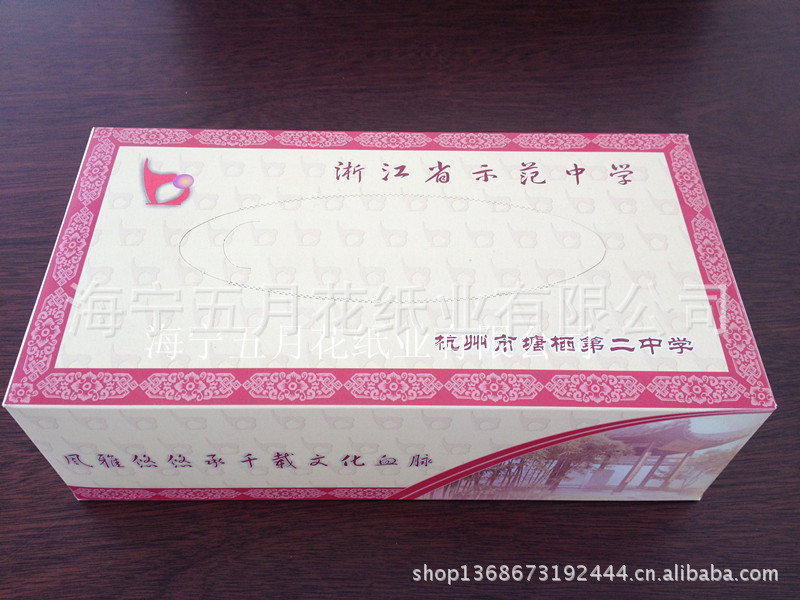 浙江省示范中学
海宁五月花纸业有限公司
海宁五月花纸业有限公司
杭州市塘栖第二中学
风雅悠悠承千载文化血脉
shop1368673192444.cn.alibaba.com